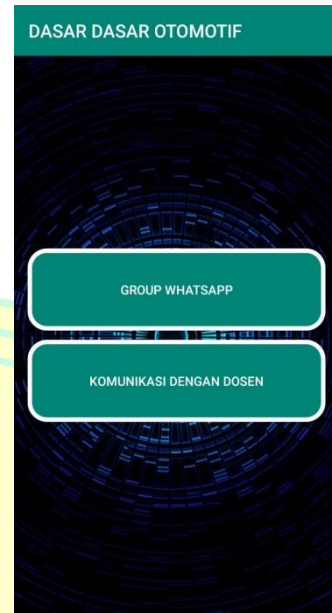 DASAR DASAR OTOMOTIF
GROUP WHATSAPP
KOMUNIKASI DENGAN DOSEN